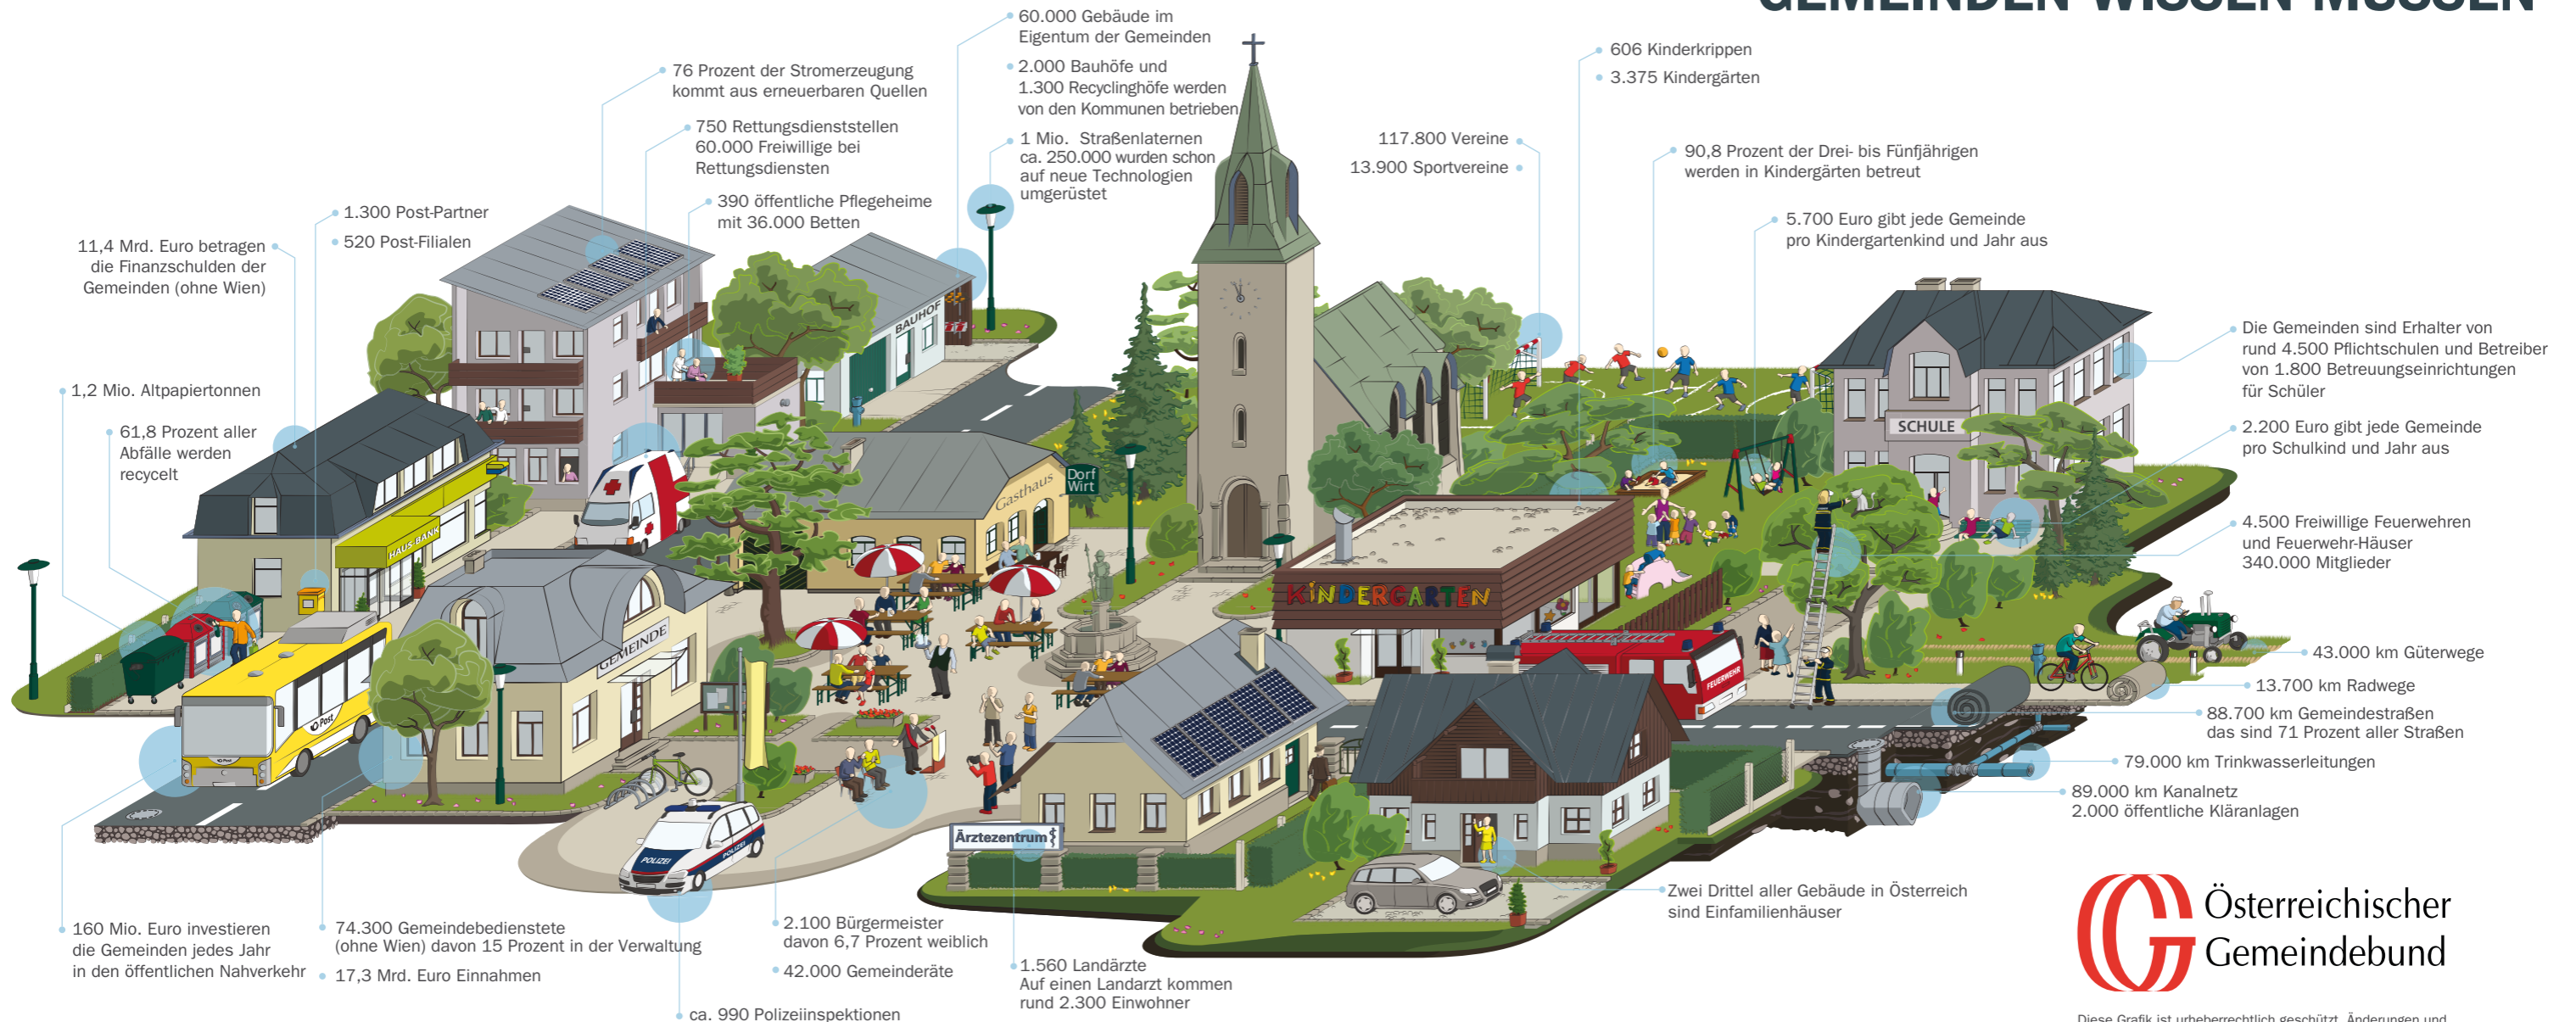 GEMEINDEN WISSEN MÜSSEN
60.000 Gebäude im
Eigentum der Gemeinden
2.000 Bauhöfe und
1.300 Recyclinghöfe werden
von den Kommunen betrieben
1 Mio. Straßenlaternen
ca. 250.000 wurden schon
auf neue Technologien
umgerüstet
76 Prozent der Stromerzeugung
kommt aus erneuerbaren Quellen
750 Rettungsdienststellen
60.000 Freiwillige bei
Rettungsdiensten
390 öffentliche Pflegeheime
mit 36.000 Betten
1.300 Post-Partner
520 Post-Filialen
11,4 Mrd. Euro betragen
die Finanzschulden der
Gemeinden (ohne Wien)
1,2 Mio. Altpapiertonnen
61,8 Prozent aller
Abfälle werden
recycelt
606 Kinderkrippen
3.375 Kindergärten
117.800 Vereine
13.900 Sportvereine
90,8 Prozent der Drei- bis Fünfjährigen
werden in Kindergärten betreut
5.700 Euro gibt jede Gemeinde
pro Kindergartenkind und Jahr aus
Die Gemeinden sind Erhalter von
rund 4.500 Pflichtschulen und Betreiber
von 1.800 Betreuungseinrichtungen
für Schüler
2.200 Euro gibt jede Gemeinde
pro Schulkind und Jahr aus
4.500 Freiwillige Feuerwehren
und Feuerwehr-Häuser
340.000 Mitglieder
43.000 km Güterwege
13.700 km Radwege
88.700 km Gemeindestraßen
das sind 71 Prozent aller Straßen
79.000 km Trinkwasserleitungen
89.000 km Kanalnetz
2.000 öffentliche Kläranlagen
BAUHOF
SCHULE
Dorf
Wirt
Gasthaus
HAUS-BANK
KINDERGARTEN
GEMEINDE
FEUERWEHR
Post
Post
POLIZEI
POLIZEI
Ärztezentrum
Zwei Drittel aller Gebäude in Österreich
sind Einfamilienhäuser
160 Mio. Euro investieren
die Gemeinden jedes Jahr
in den öffentlichen Nahverkehr
74.300 Gemeindebedienstete
(ohne Wien) davon 15 Prozent in der Verwaltung
17,3 Mrd. Euro Einnahmen
ca. 990 Polizeiinspektionen
2.100 Bürgermeister
davon 6,7 Prozent weiblich
42.000 Gemeinderäte
1.560 Landärzte
Auf einen Landarzt kommen
rund 2.300 Einwohner
Österreichischer
Gemeindebund
Diese Grafik ist urheberrechtlich geschützt. Änderungen und